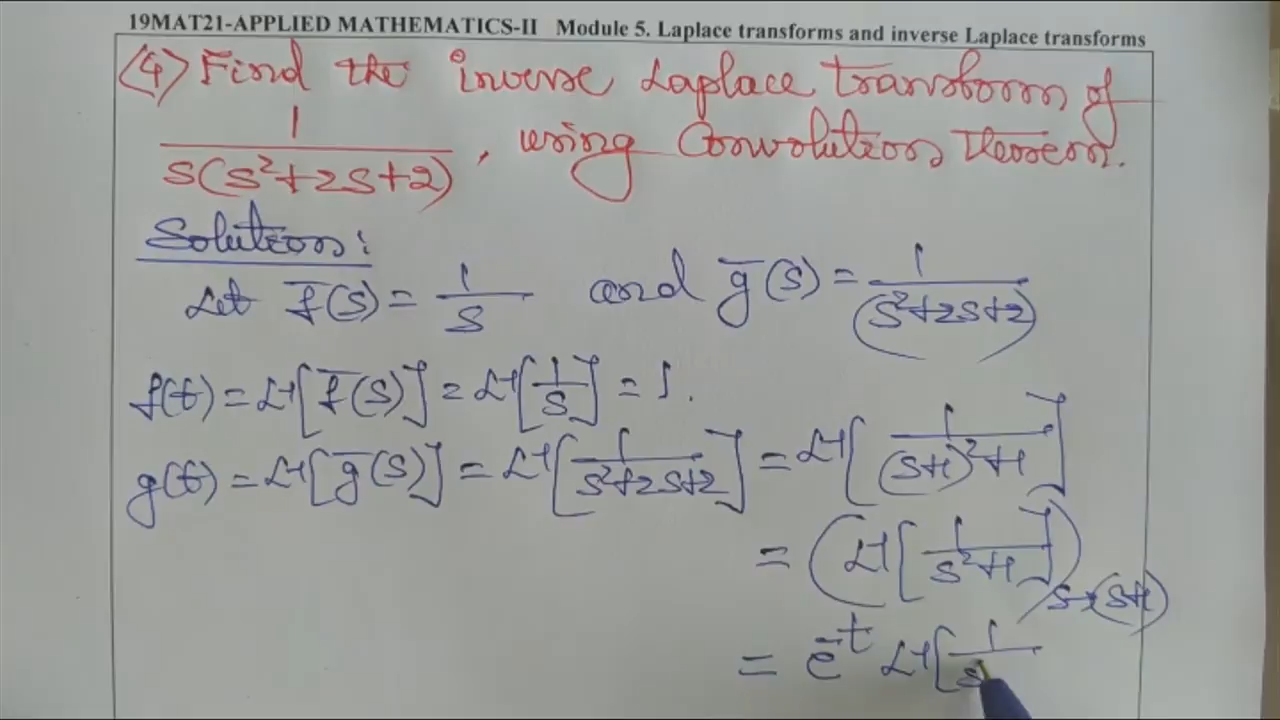 19MAT21-APPLIED MATHEMATICS-II Module 5. Laplace transforms and inverse Laplace transforms
(4) Find the inverse Laplace transform of
1/(s(s²+2s+2)), using Convolution theorem.
Solution:
Let f̄(s) = 1/s and ḡ(s) = 1/(s²+2s+2)
f(t) = L⁻¹[f̄(s)] = L⁻¹[1/s] = 1.
g(t) = L⁻¹[ḡ(s)] = L⁻¹[1/(s²+2s+2)] = L⁻¹[1/((s+1)²+1)]
= (L⁻¹[1/(s²+1)])s→(s+1)
= e⁻ᵗ L⁻¹[1/s